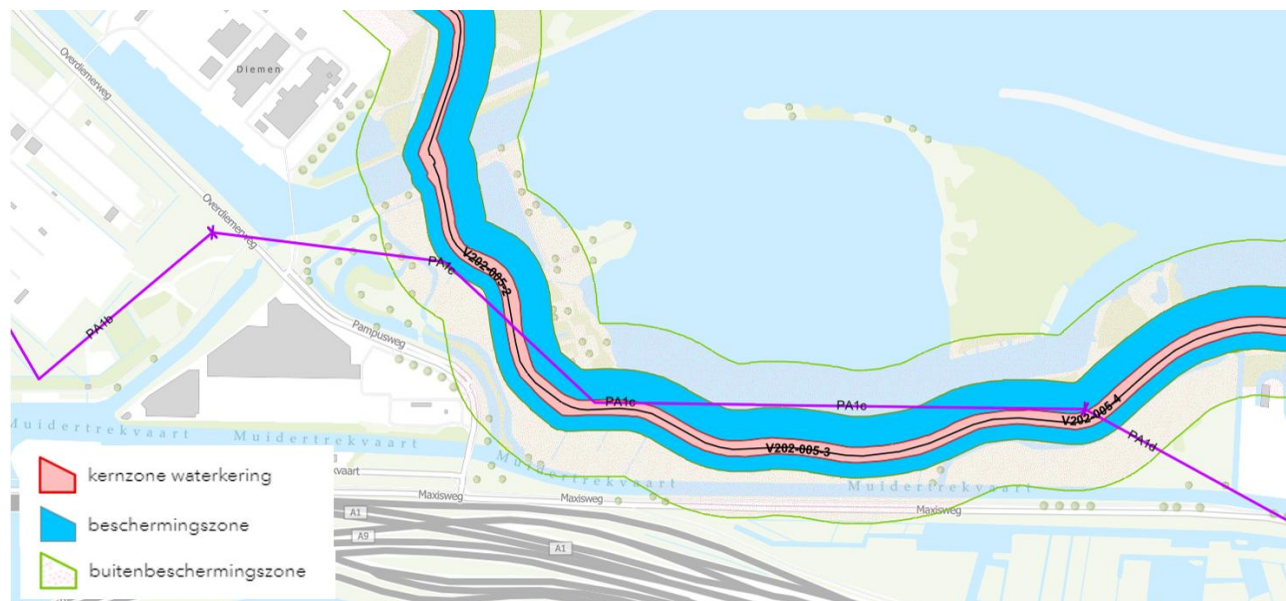 Overdiemerweg
Diemen
Overdiemerweg
PA1c
V202-005-2
PA1b
Pampusweg
PA1c
PA1c
V202-005-4
PA1d
Muidertrekvaart
Muidertrekvaart
V202-005-3
Muidertrekvaart
Muidertrekvaart
kvaart
Maxisweg
Maxisweg
Maxisweg
A1
A9
A1
kernzone waterkering
beschermingszone
buitenbeschermingszone